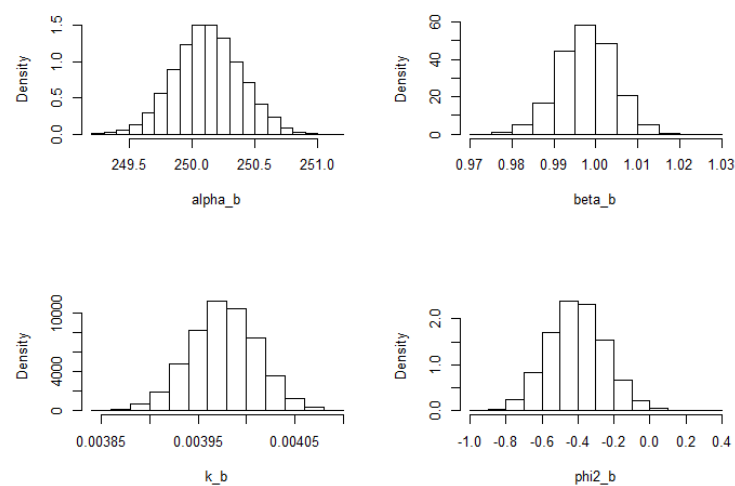 Density
0.0 0.5 1.0 1.5
249.5 250.0 250.5 251.0
alpha_b
Density
0 20 40 60
0.97 0.98 0.99 1.00 1.01 1.02 1.03
beta_b
Density
0 4000 10000
0.00385 0.00395 0.00405
k_b
Density
0.0 1.0 2.0
-1.0 -0.8 -0.6 -0.4 -0.2 0.0 0.2 0.4
phi2_b